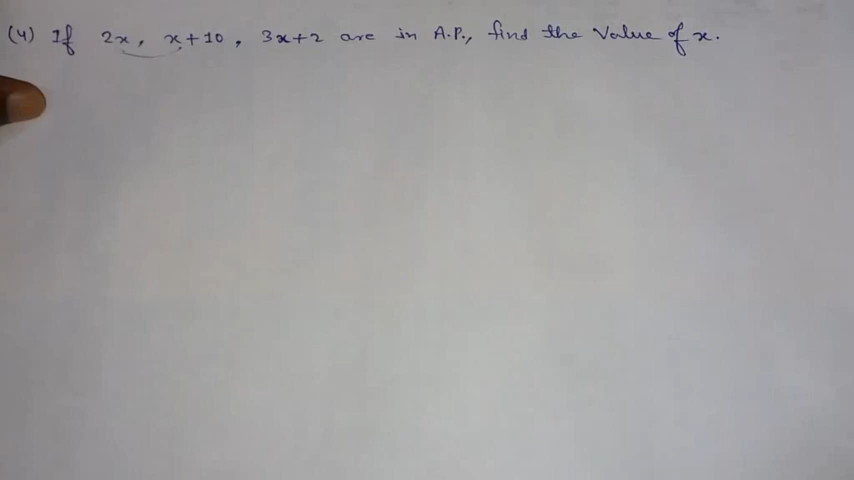 (4) If 2x, x+10, 3x+2 are in A.P., find the Value of x.